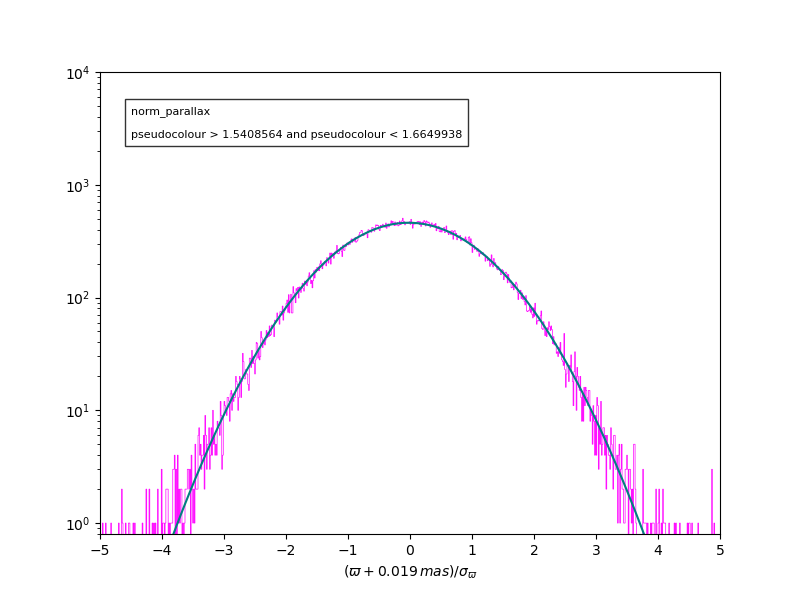 norm_parallax
pseudocolour > 1.5408564 and pseudocolour < 1.6649938
10⁴
10³
10²
10¹
10⁰
−5 −4 −3 −2 −1 0 1 2 3 4 5
(ϖ + 0.019 mas)/σ_ϖ